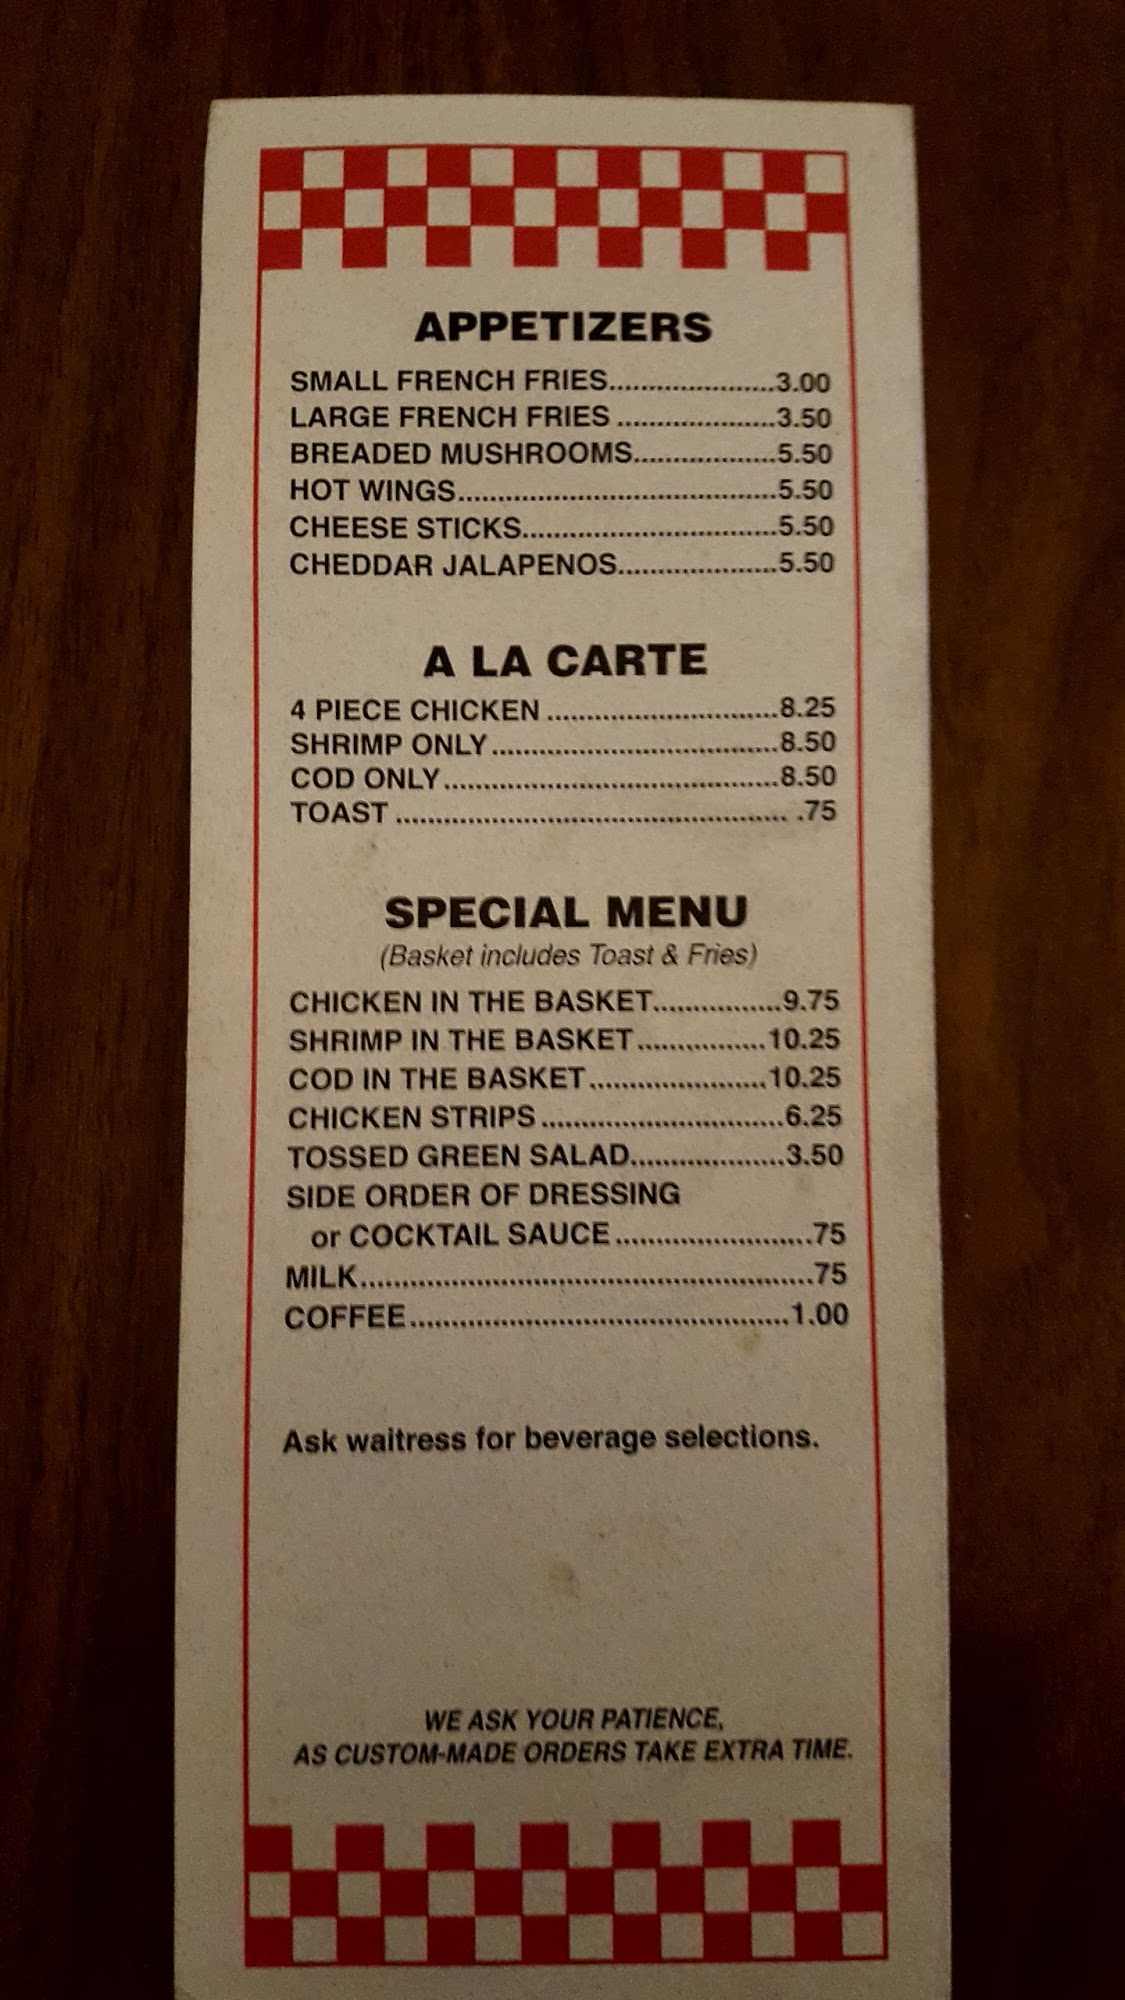 APPETIZERS
SMALL FRENCH FRIES.....................3.00
LARGE FRENCH FRIES ....................3.50
BREADED MUSHROOMS..................5.50
HOT WINGS........................................5.50
CHEESE STICKS................................5.50
CHEDDAR JALAPENOS....................5.50
A LA CARTE
4 PIECE CHICKEN .............................8.25
SHRIMP ONLY....................................8.50
COD ONLY..........................................8.50
TOAST ................................................. .75
SPECIAL MENU
(Basket includes Toast & Fries)
CHICKEN IN THE BASKET................9.75
SHRIMP IN THE BASKET................10.25
COD IN THE BASKET......................10.25
CHICKEN STRIPS..............................6.25
TOSSED GREEN SALAD...................3.50
SIDE ORDER OF DRESSING
or COCKTAIL SAUCE.........................75
MILK.........................................................75
COFFEE...............................................1.00
Ask waitress for beverage selections.
WE ASK YOUR PATIENCE,
AS CUSTOM-MADE ORDERS TAKE EXTRA TIME.